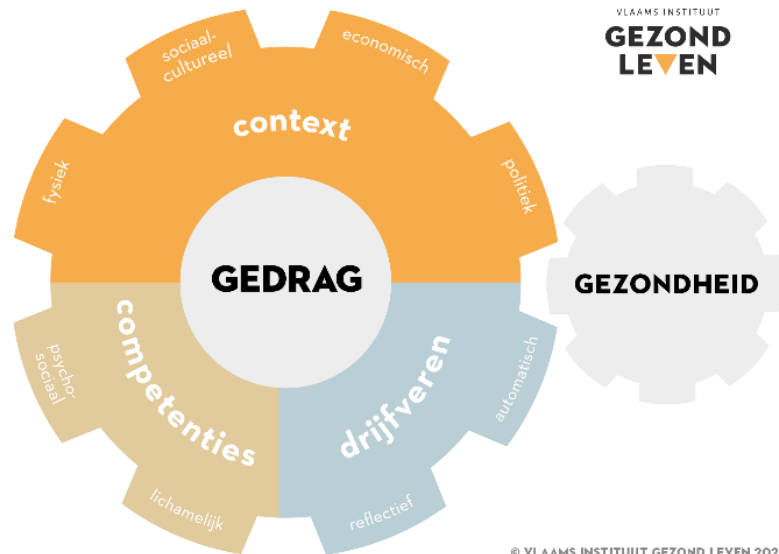 VLAAMS INSTITUUT
GEZOND
LEVEN
sociaal-
cultureel
economisch
context
fysiek
politiek
GEDRAG
GEZONDHEID
competenties
drijfveren
psycho-
sociaal
automatisch
lichamelijk
reflectief
© VLAAMS INSTITUUT GEZOND LEVEN 202